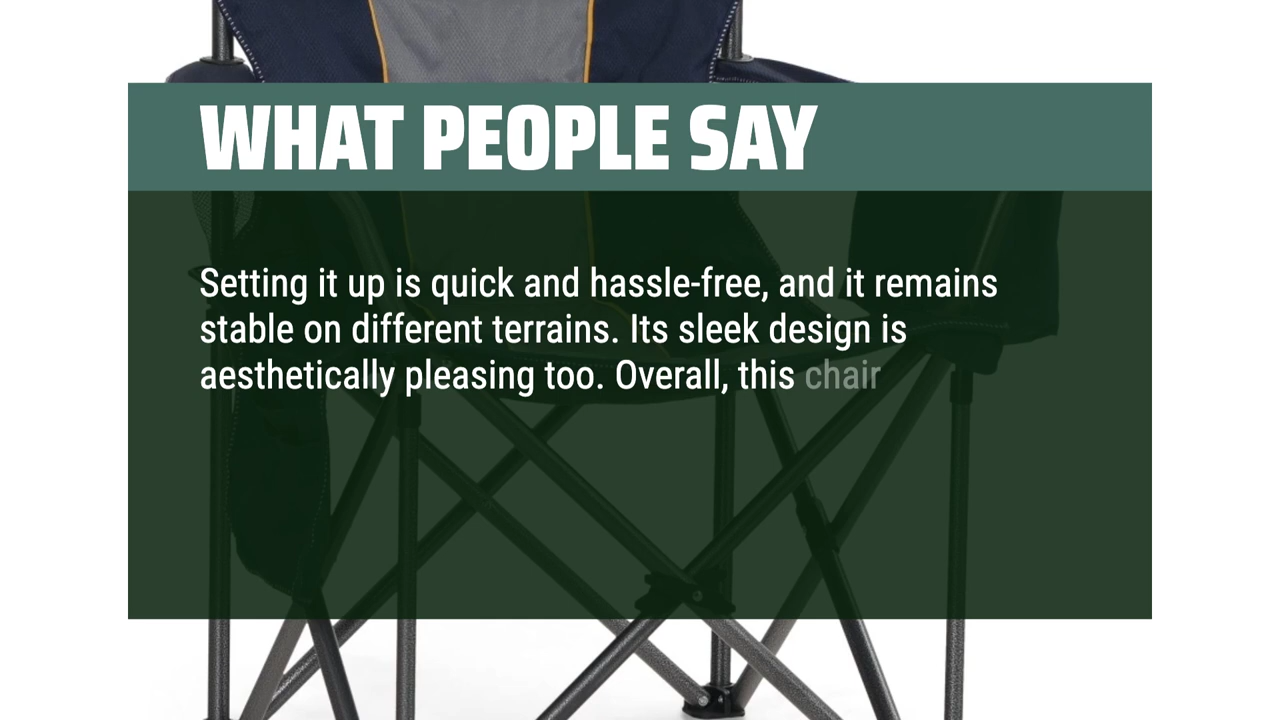 WHAT PEOPLE SAY
Setting it up is quick and hassle-free, and it remains
stable on different terrains. Its sleek design is
aesthetically pleasing too. Overall, this chair